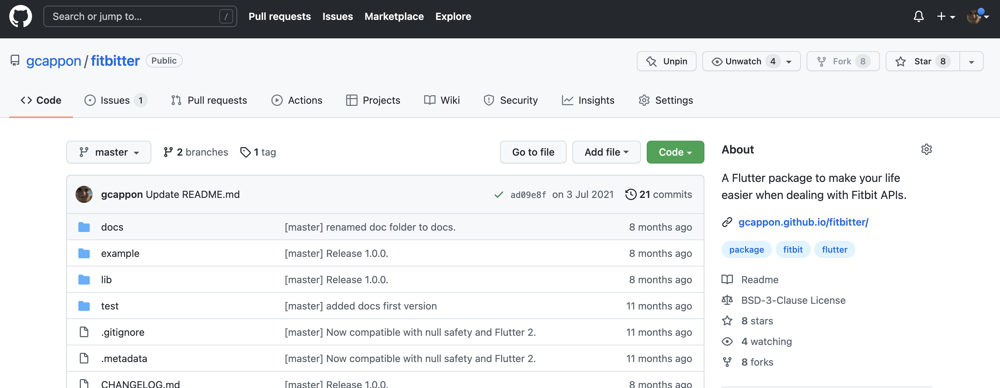 Search or jump to... / Pull requests Issues Marketplace Explore
gcappon / fitbitter Public Unpin Unwatch 4 Fork 8 Star 8
Code Issues 1 Pull requests Actions Projects Wiki Security Insights Settings
master 2 branches 1 tag Go to file Add file Code
gcappon Update README.md ad09e8f on 3 Jul 2021 21 commits
docs [master] renamed doc folder to docs. 8 months ago
example [master] Release 1.0.0. 8 months ago
lib [master] Release 1.0.0. 8 months ago
test [master] added docs first version 11 months ago
.gitignore [master] Now compatible with null safety and Flutter 2. 11 months ago
.metadata [master] Now compatible with null safety and Flutter 2. 11 months ago
CHANGELOG.md [master] Release 1.0.0. 8 months ago
About
A Flutter package to make your life
easier when dealing with Fitbit APIs.
gcappon.github.io/fitbitter/
package fitbit flutter
Readme
BSD-3-Clause License
8 stars
4 watching
8 forks